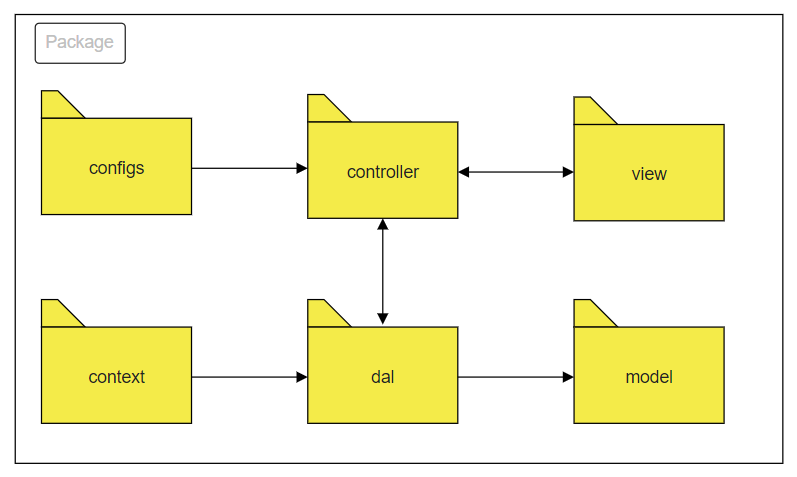 Package
configs
controller
view
context
dal
model